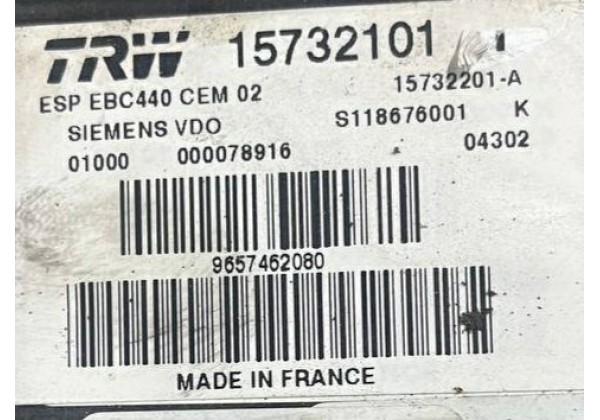 TRW 15732101
ESP EBC440 CEM 02 15732201-A
SIEMENS VDO S118676001 K
01000 000078916 04302
9657462080
MADE IN FRANCE